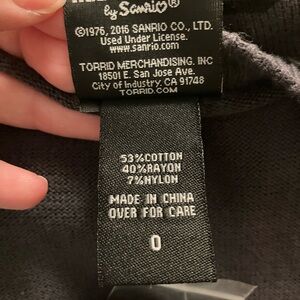 by Sanrio®
©1976, 2016 SANRIO CO., LTD.
Used Under License.
www.sanrio.com
TORRID MERCHANDISING, INC
18501 E. San Jose Ave.
City of Industry, CA 91748
TORRID.COM
53%COTTON
40%RAYON
7%NYLON
MADE IN CHINA
OVER FOR CARE
0